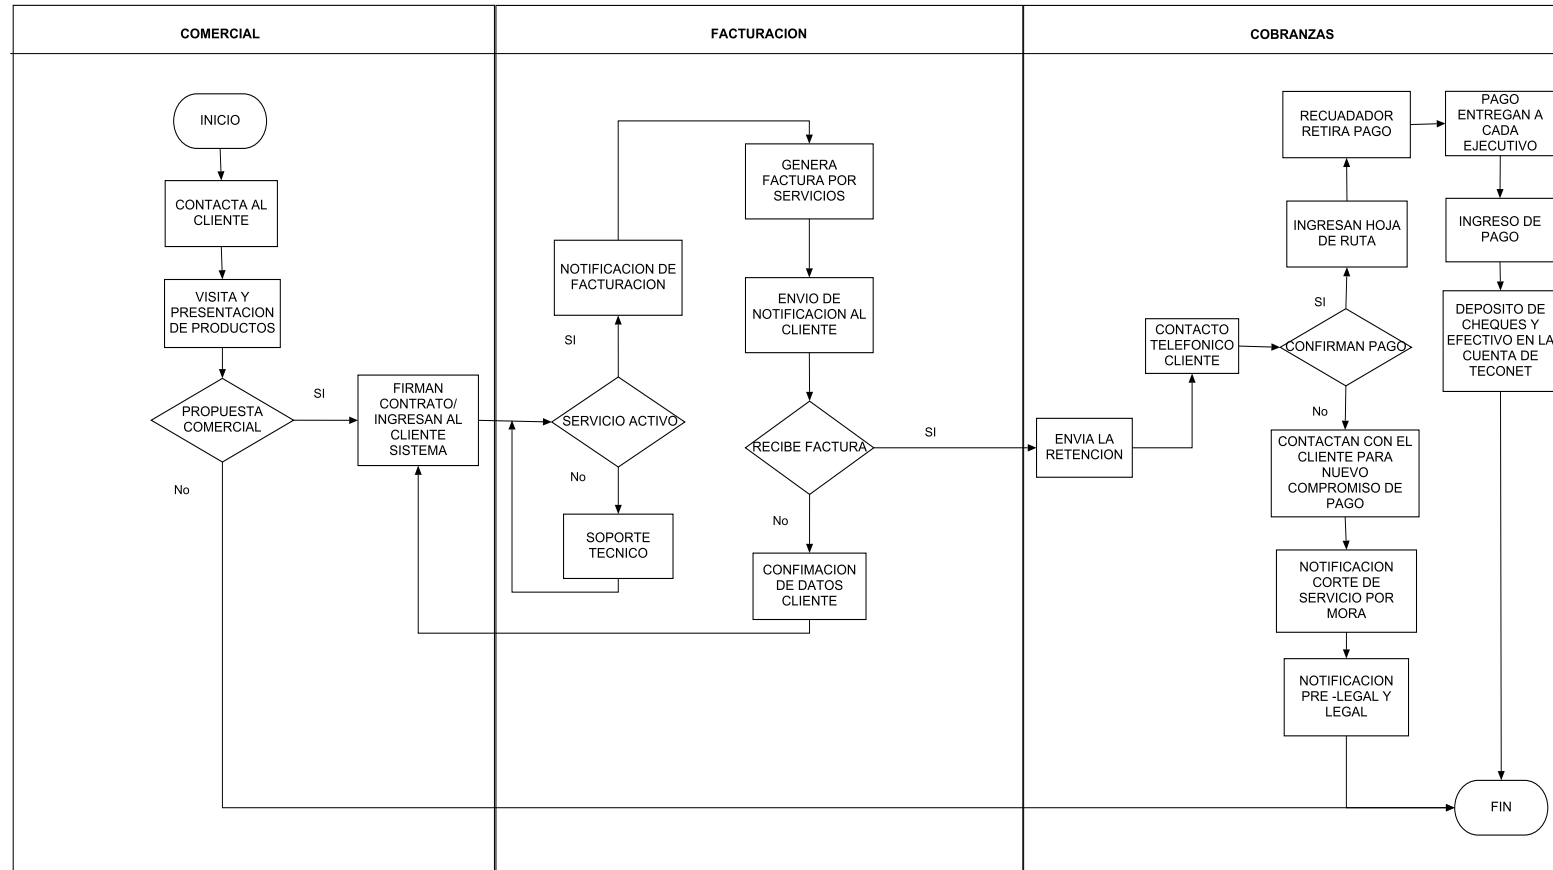 COMERCIAL
FACTURACION
COBRANZAS
INICIO
CONTACTA AL
CLIENTE
VISITA Y
PRESENTACION
DE PRODUCTOS
PROPUESTA
COMERCIAL
SI
No
FIRMAN
CONTRATO/
INGRESAN AL
CLIENTE
SISTEMA
SERVICIO ACTIVO
SI
No
NOTIFICACION DE
FACTURACION
SOPORTE
TECNICO
GENERA
FACTURA POR
SERVICIOS
ENVIO DE
NOTIFICACION AL
CLIENTE
RECIBE FACTURA
SI
No
CONFIMACION
DE DATOS
CLIENTE
ENVIA LA
RETENCION
CONTACTO
TELEFONICO
CLIENTE
CONFIRMAN PAGO
SI
No
INGRESAN HOJA
DE RUTA
RECUADADOR
RETIRA PAGO
PAGO
ENTREGAN A
CADA
EJECUTIVO
INGRESO DE
PAGO
DEPOSITO DE
CHEQUES Y
EFECTIVO EN LA
CUENTA DE
TECONET
CONTACTAN CON EL
CLIENTE PARA
NUEVO
COMPROMISO DE
PAGO
NOTIFICACION
CORTE DE
SERVICIO POR
MORA
NOTIFICACION
PRE -LEGAL Y
LEGAL
FIN